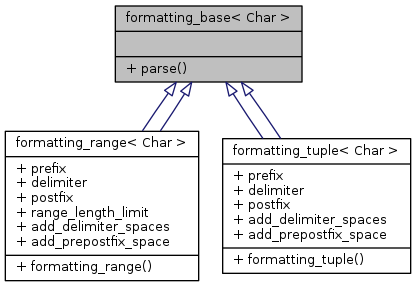 formatting_base< Char >
+ parse()
formatting_range< Char >
+ prefix
+ delimiter
+ postfix
+ range_length_limit
+ add_delimiter_spaces
+ add_prepostfix_space
+ formatting_range()
formatting_tuple< Char >
+ prefix
+ delimiter
+ postfix
+ add_delimiter_spaces
+ add_prepostfix_space
+ formatting_tuple()